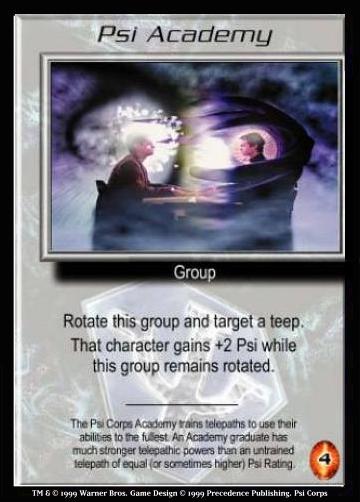 Psi Academy
Group
Rotate this group and target a teep.
That character gains +2 Psi while
this group remains rotated.
The Psi Corps Academy trains telepaths to use their
abilities to the fullest. An Academy graduate has
much stronger telepathic powers than an untrained
telepath of equal (or sometimes higher) Psi Rating.
4
TM & © 1999 Warner Bros. Game Design © 1999 Precedence Publishing. Psi Corps